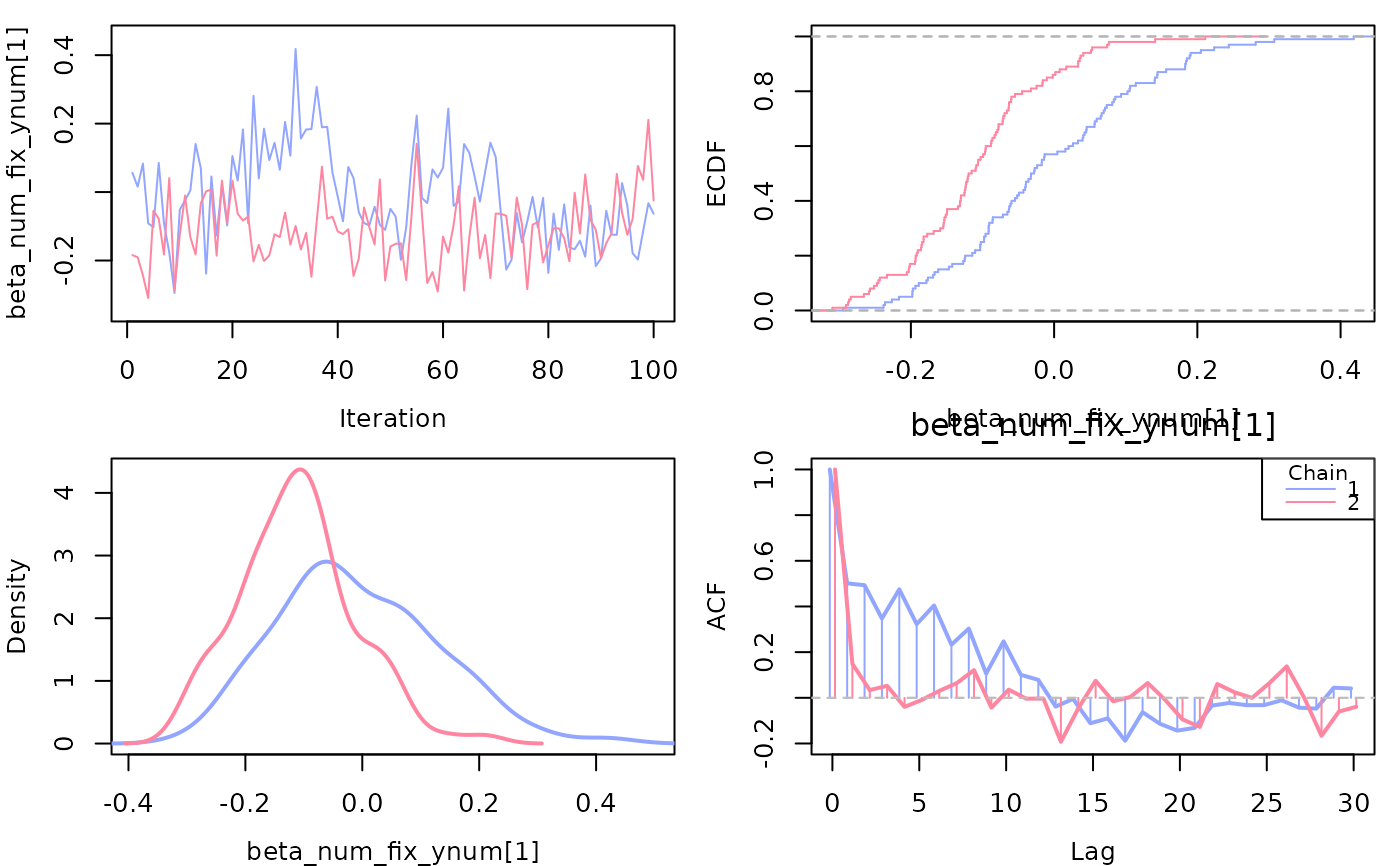 beta_num_fix_ynum[1]
0.4
0.2
-0.2
0 20 40 60 80 100
Iteration
ECDF
0.8
0.4
0.0
-0.2 0.0 0.2 0.4
beta_num_fix_ynum[1]
Density
4
3
2
1
0
-0.4 -0.2 0.0 0.2 0.4
beta_num_fix_ynum[1]
beta_num_fix_ynum[1]
ACF
1.0
0.6
0.2
-0.2
Chain
1
2
0 5 10 15 20 25 30
Lag